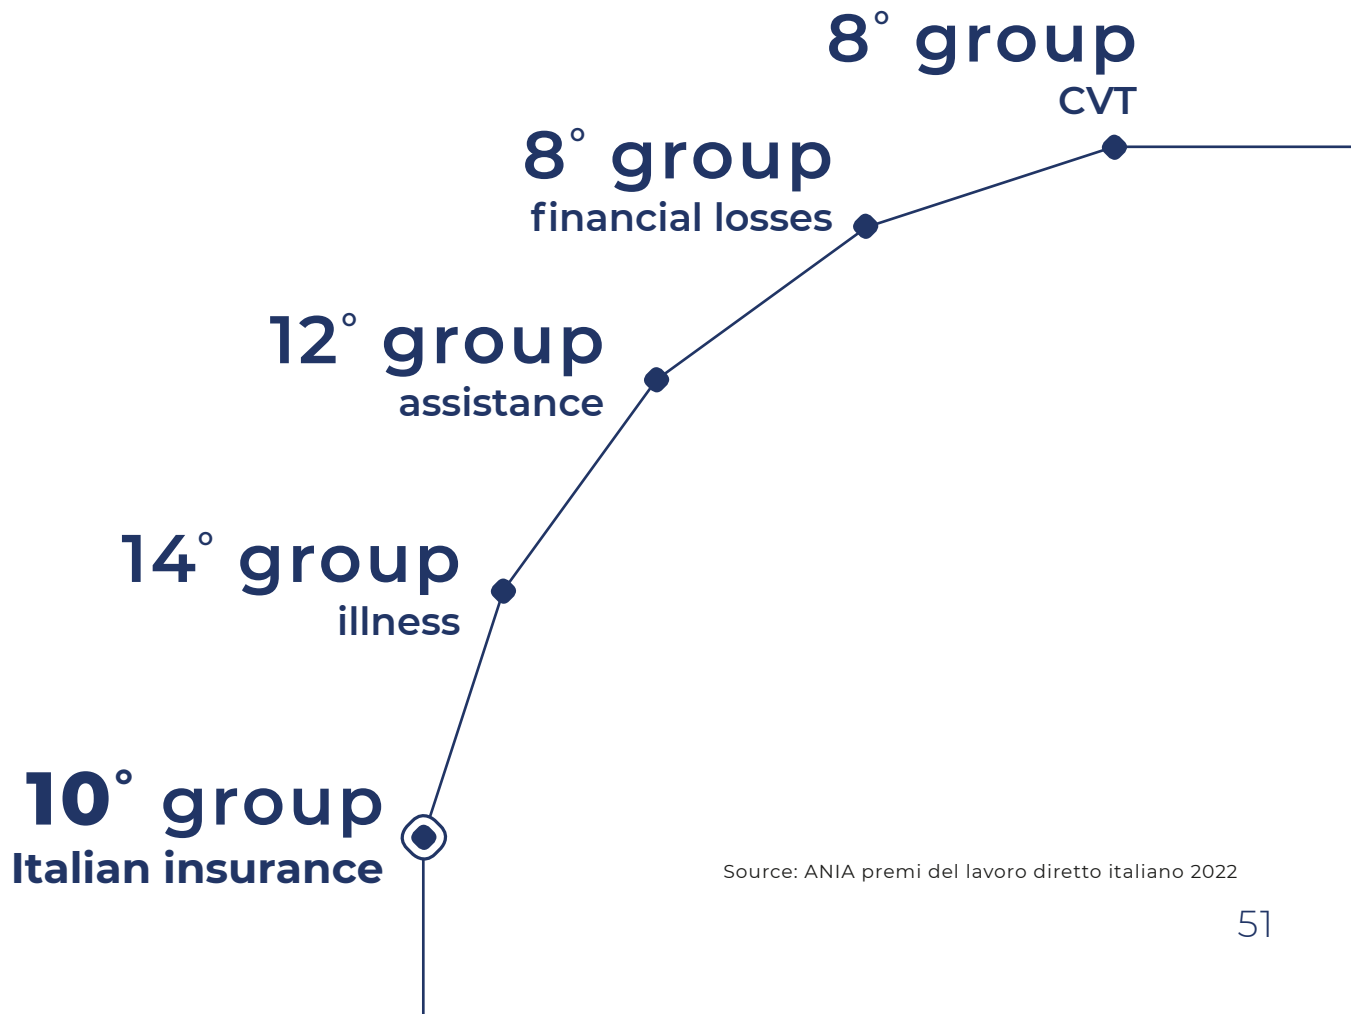 8° group
CVT
8° group
financial losses
12° group
assistance
14° group
illness
10° group
Italian insurance
Source: ANIA premi del lavoro diretto italiano 2022
51